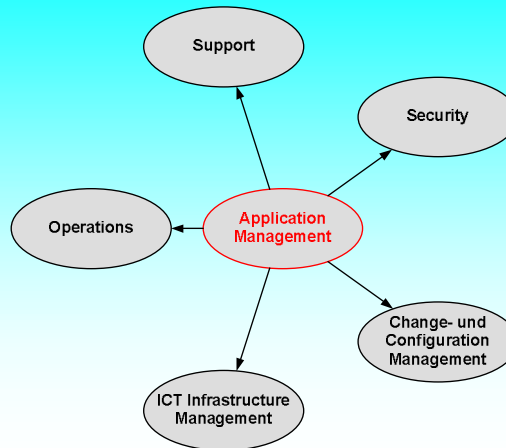 Support
Security
Operations
Application
Management
Change- und
Configuration
Management
ICT Infrastructure
Management